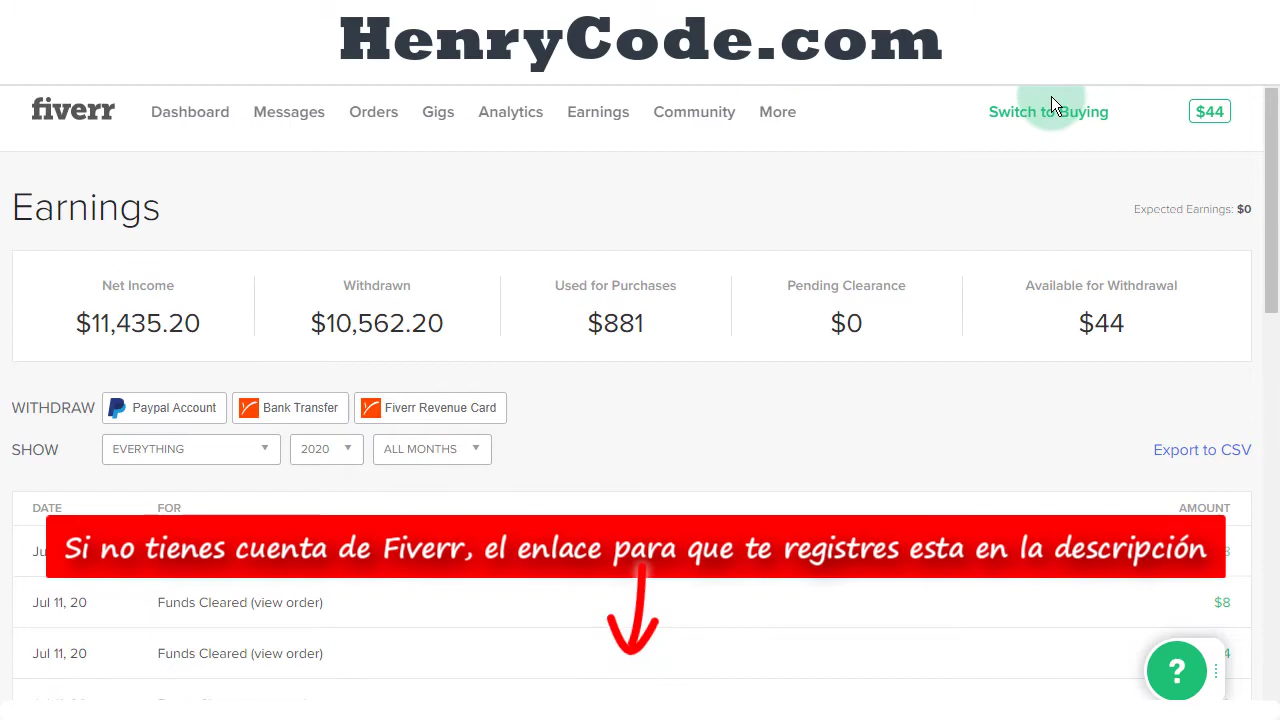 HenryCode.com
fiverr Dashboard Messages Orders Gigs Analytics Earnings Community More Switch to Buying $44
Earnings
Expected Earnings: $0
Net Income Withdrawn Used for Purchases Pending Clearance Available for Withdrawal
$11,435.20 $10,562.20 $881 $0 $44
WITHDRAW Paypal Account Bank Transfer Fiverr Revenue Card
SHOW EVERYTHING 2020 ALL MONTHS Export to CSV
DATE FOR AMOUNT
Si no tienes cuenta de Fiverr, el enlace para que te registres esta en la descripción
Jul 11, 20 Funds Cleared (view order) $8
Jul 11, 20 Funds Cleared (view order)
?